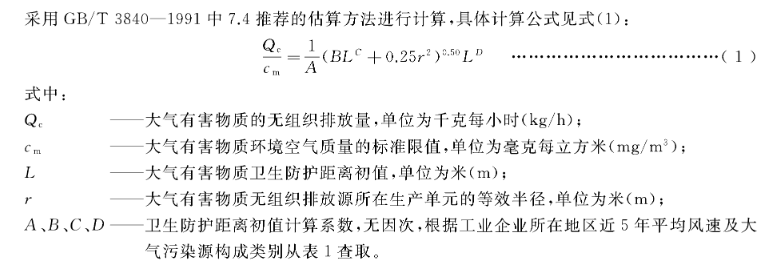 采用 GB/T 3840—1991 中 7.4 推荐的估算方法进行计算,具体计算公式见式(1):
Q_c/c_m = 1/A (BL^C + 0.25r^2)^0.50 L^D ……………………………( 1 )
式中:
Q_c ——大气有害物质的无组织排放量,单位为千克每小时(kg/h);
c_m ——大气有害物质环境空气质量的标准限值,单位为毫克每立方米(mg/m³);
L ——大气有害物质卫生防护距离初值,单位为米(m);
r ——大气有害物质无组织排放源所在生产单元的等效半径,单位为米(m);
A、B、C、D ——卫生防护距离初值计算系数,无因次,根据工业企业所在地区近 5 年平均风速及大
气污染源构成类别从表 1 查取。